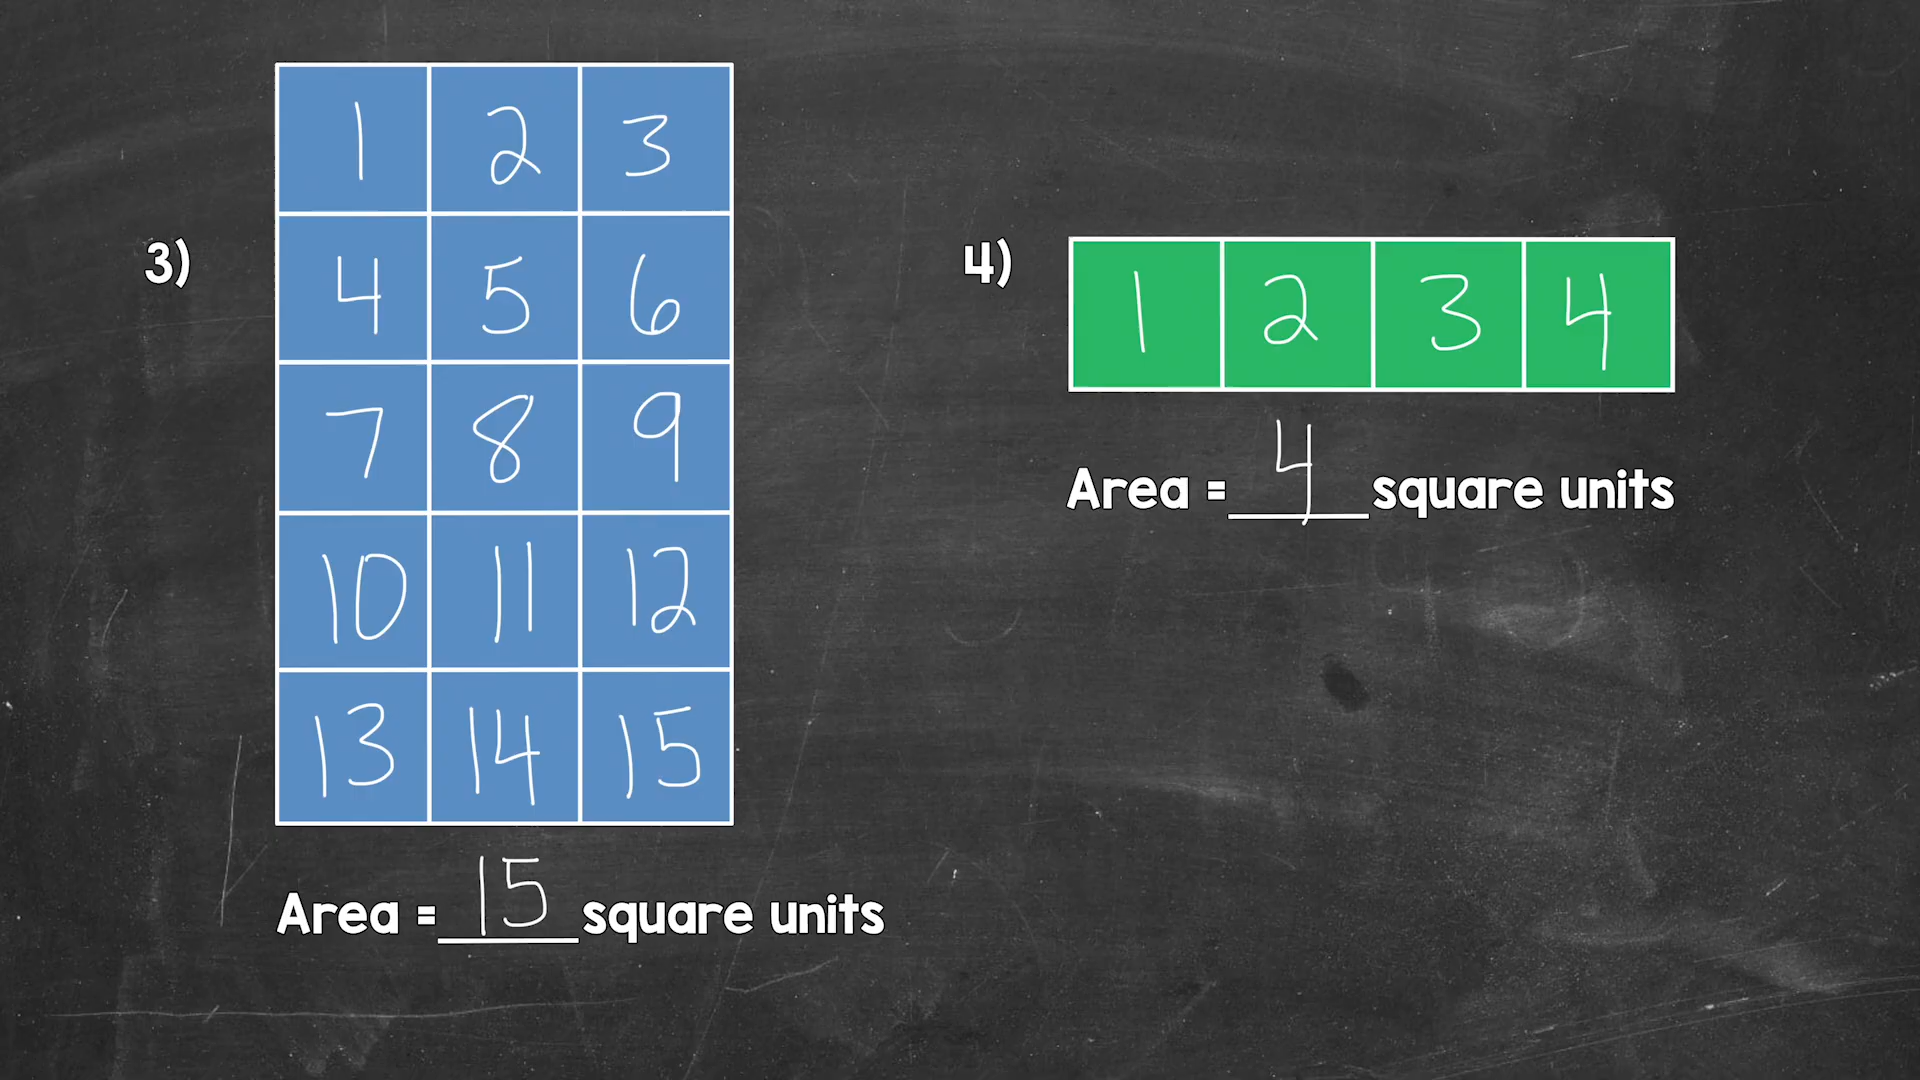 3)
1 2 3
4 5 6
7 8 9
10 11 12
13 14 15
Area = 15 square units
4)
1 2 3 4
Area = 4 square units